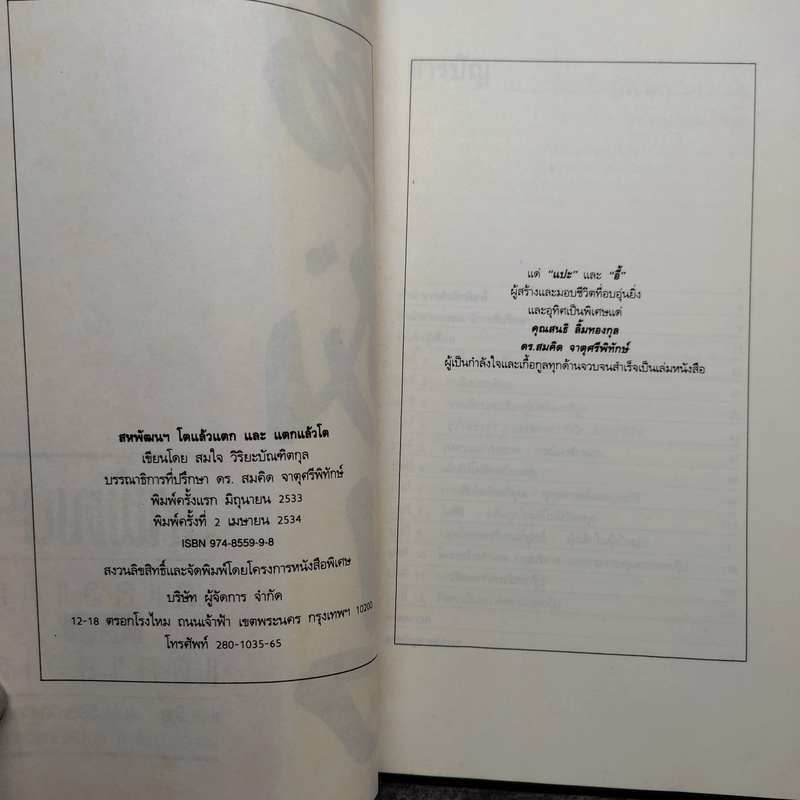 สหพัฒนฯ โตแล้วแตก และ แตกแล้วโต
เขียนโดย สมใจ วิริยะบัณฑิตกุล
บรรณาธิการที่ปรึกษา ดร. สมคิด จาตุศรีพิทักษ์
พิมพ์ครั้งแรก มิถุนายน 2533
พิมพ์ครั้งที่ 2 เมษายน 2534
ISBN 974-8559-9-8
สงวนลิขสิทธิ์และจัดพิมพ์โดยโครงการหนังสือพิเศษ
บริษัท ผู้จัดการ จำกัด
12-18 ตรอกโรงไหม ถนนเจ้าฟ้า เขตพระนคร กรุงเทพฯ 10200
โทรศัพท์ 280-1035-65
แด่ "แปะ" และ "อี๊"
ผู้สร้างและมอบชีวิตที่อบอุ่นยิ่ง
และอุทิศเป็นพิเศษแด่
คุณสนธิ ลิ้มทองกุล
ดร.สมคิด จาตุศรีพิทักษ์
ผู้เป็นกำลังใจและเกื้อกูลทุกด้านจวบจนสำเร็จเป็นเล่มหนังสือ